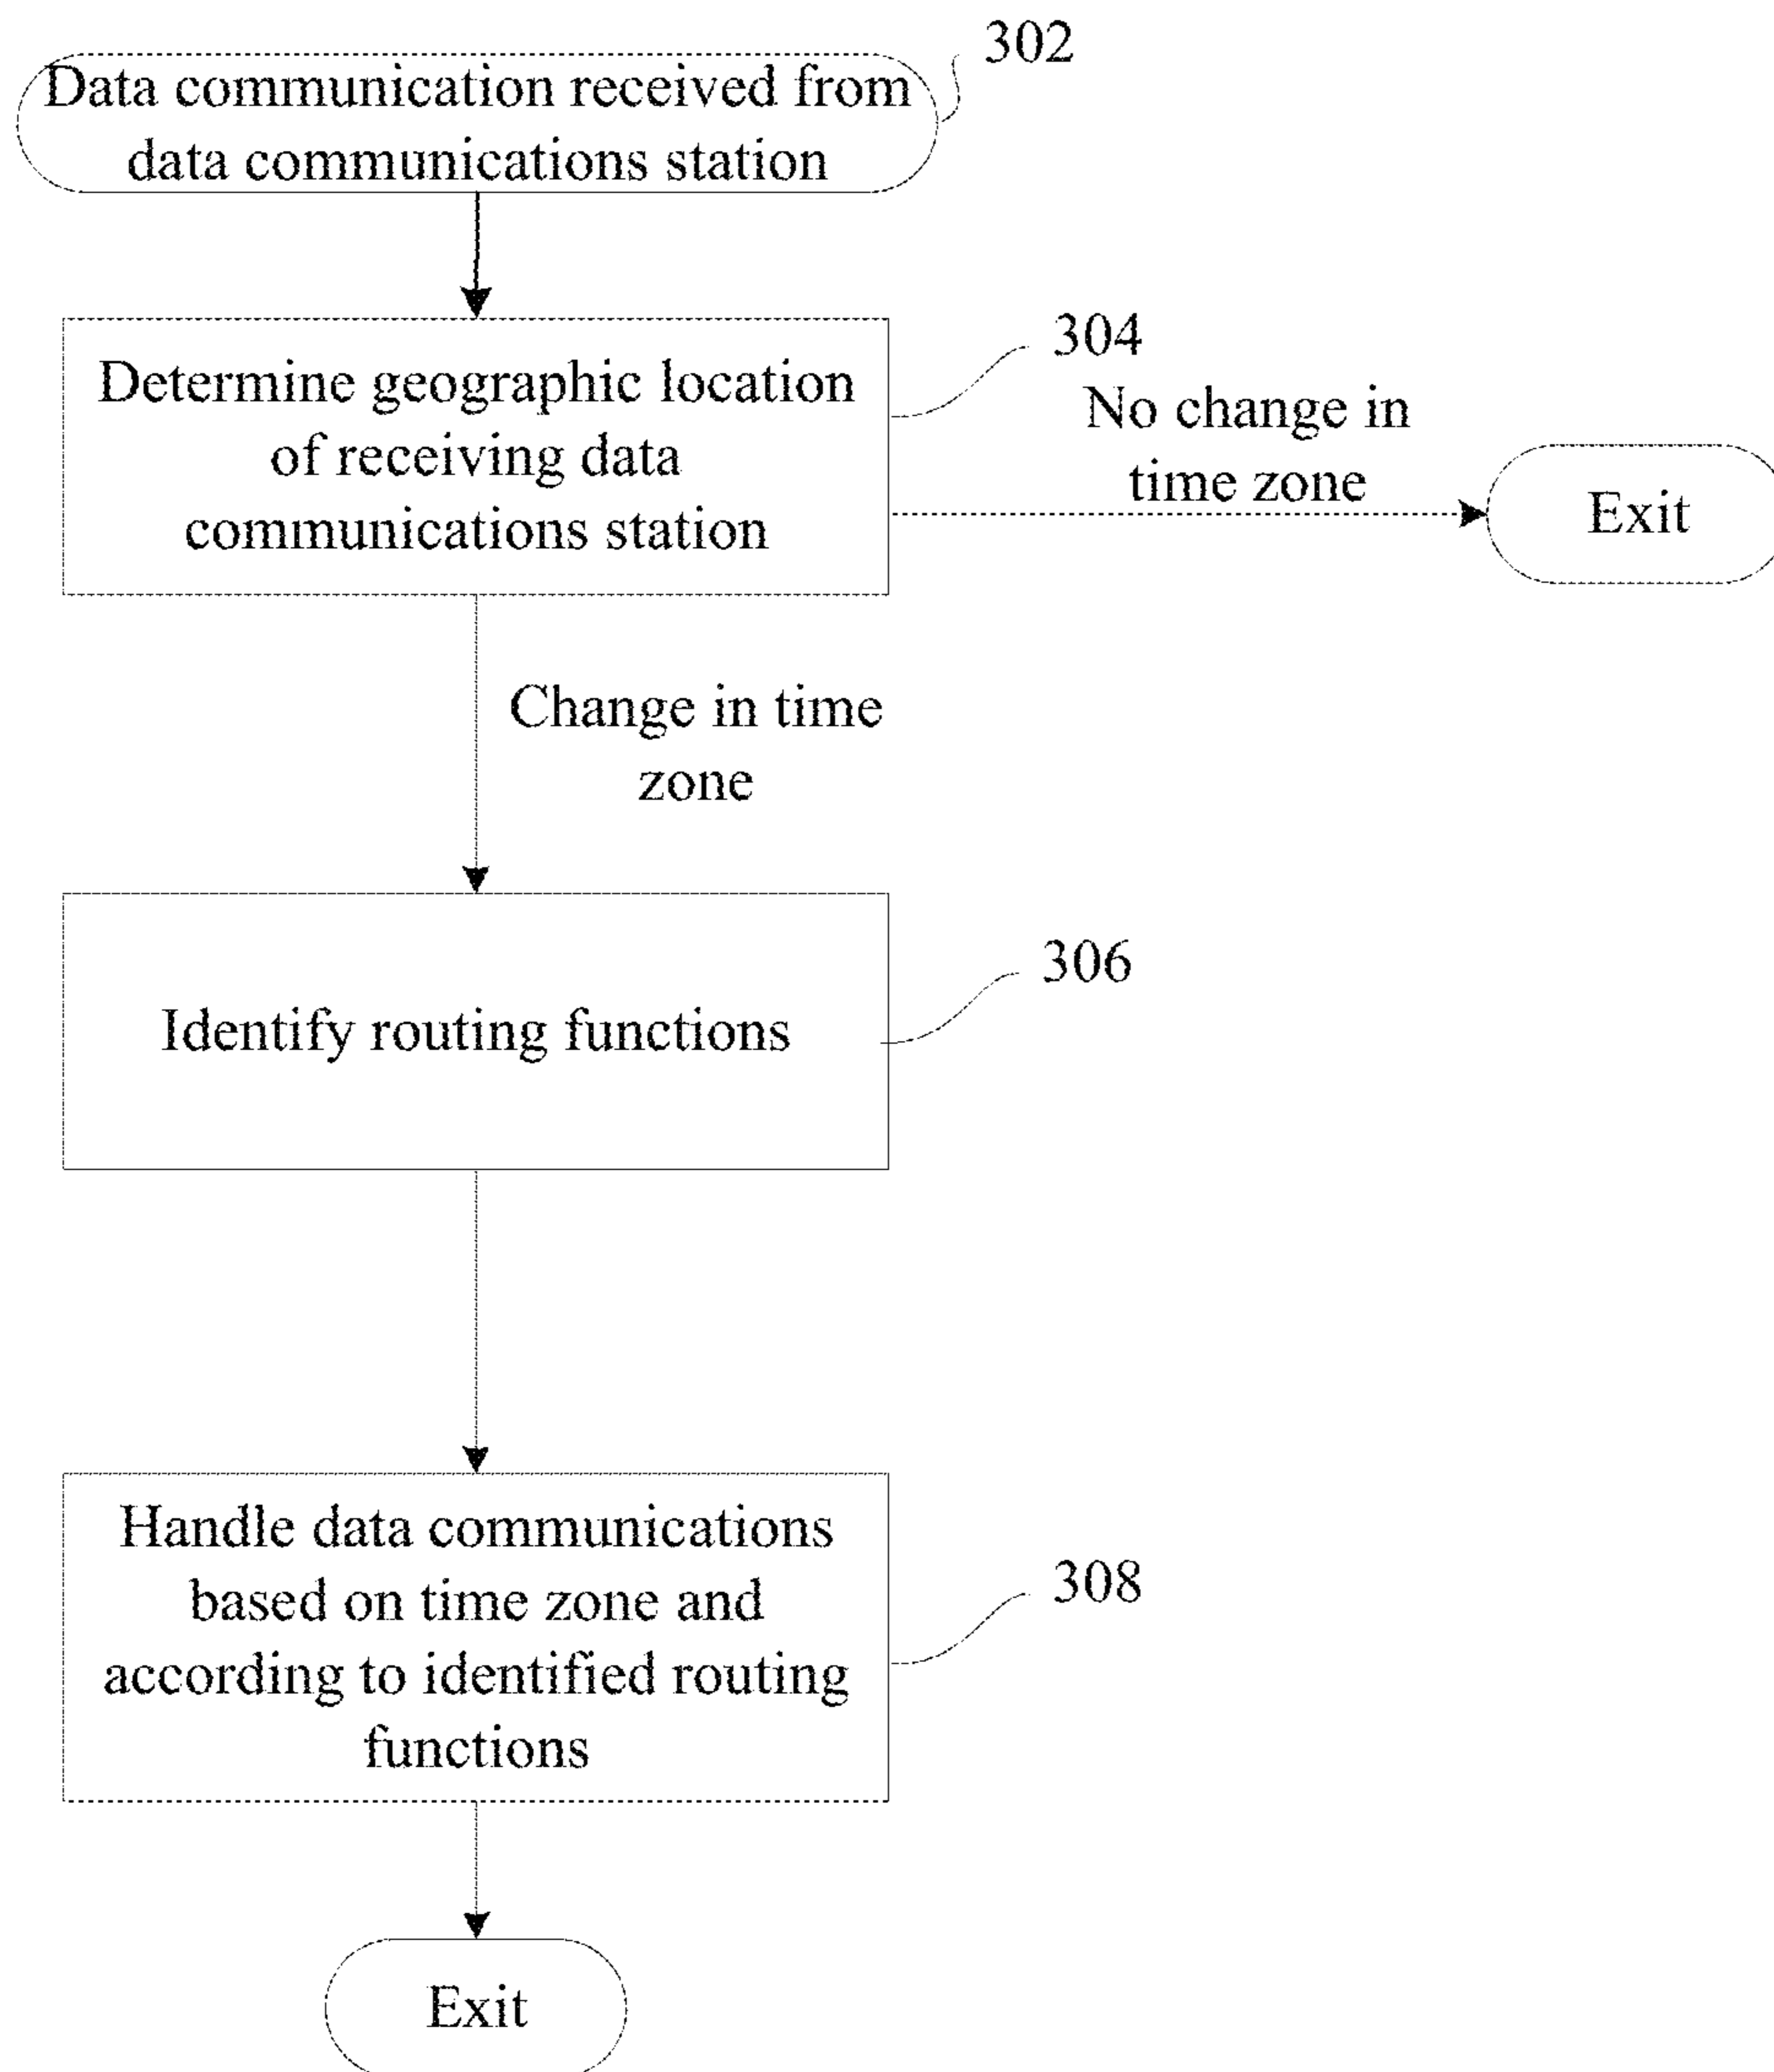 302
Data communication received from
data communications station
304
Determine geographic location
of receiving data
communications station
No change in
time zone
Exit
Change in time
zone
306
Identify routing functions
Handle data communications
based on time zone and
according to identified routing
functions
308
Exit